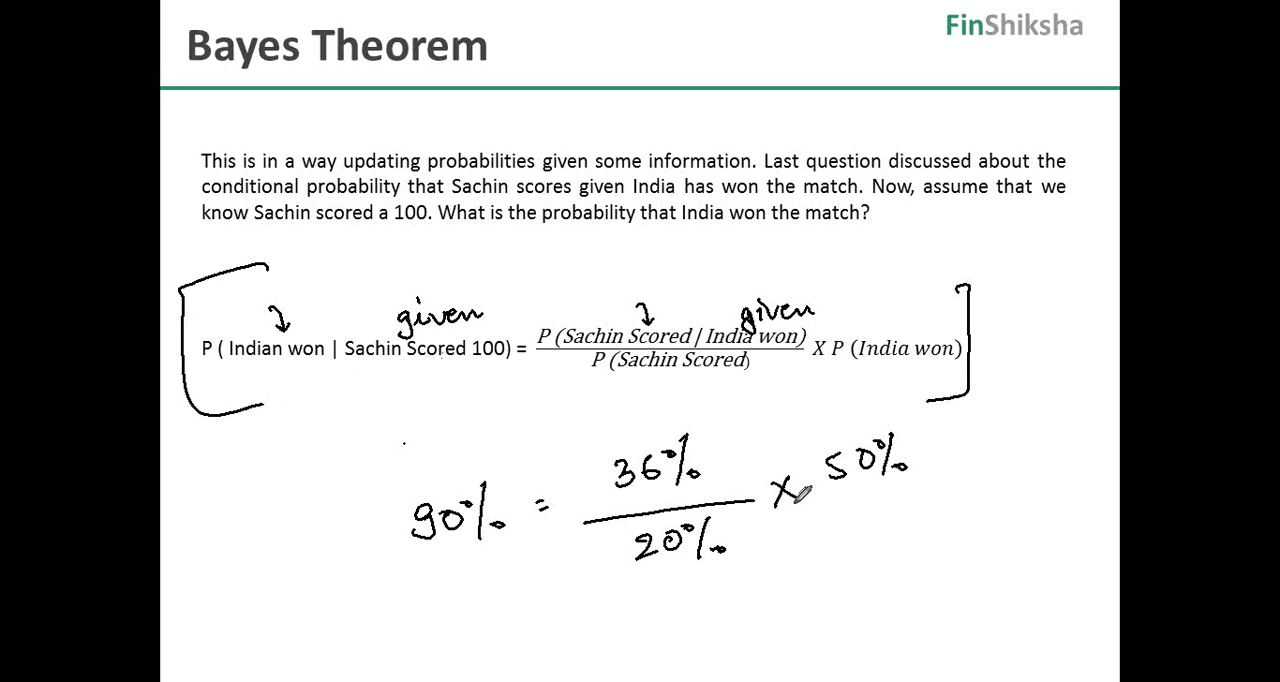 Bayes Theorem
FinShiksha
This is in a way updating probabilities given some information. Last question discussed about the
conditional probability that Sachin scores given India has won the match. Now, assume that we
know Sachin scored a 100. What is the probability that India won the match?
given
given
P ( Indian won | Sachin Scored 100) = P (Sachin Scored / India won) / P (Sachin Scored) X P (India won)
90% = 36% / 20% x 50%